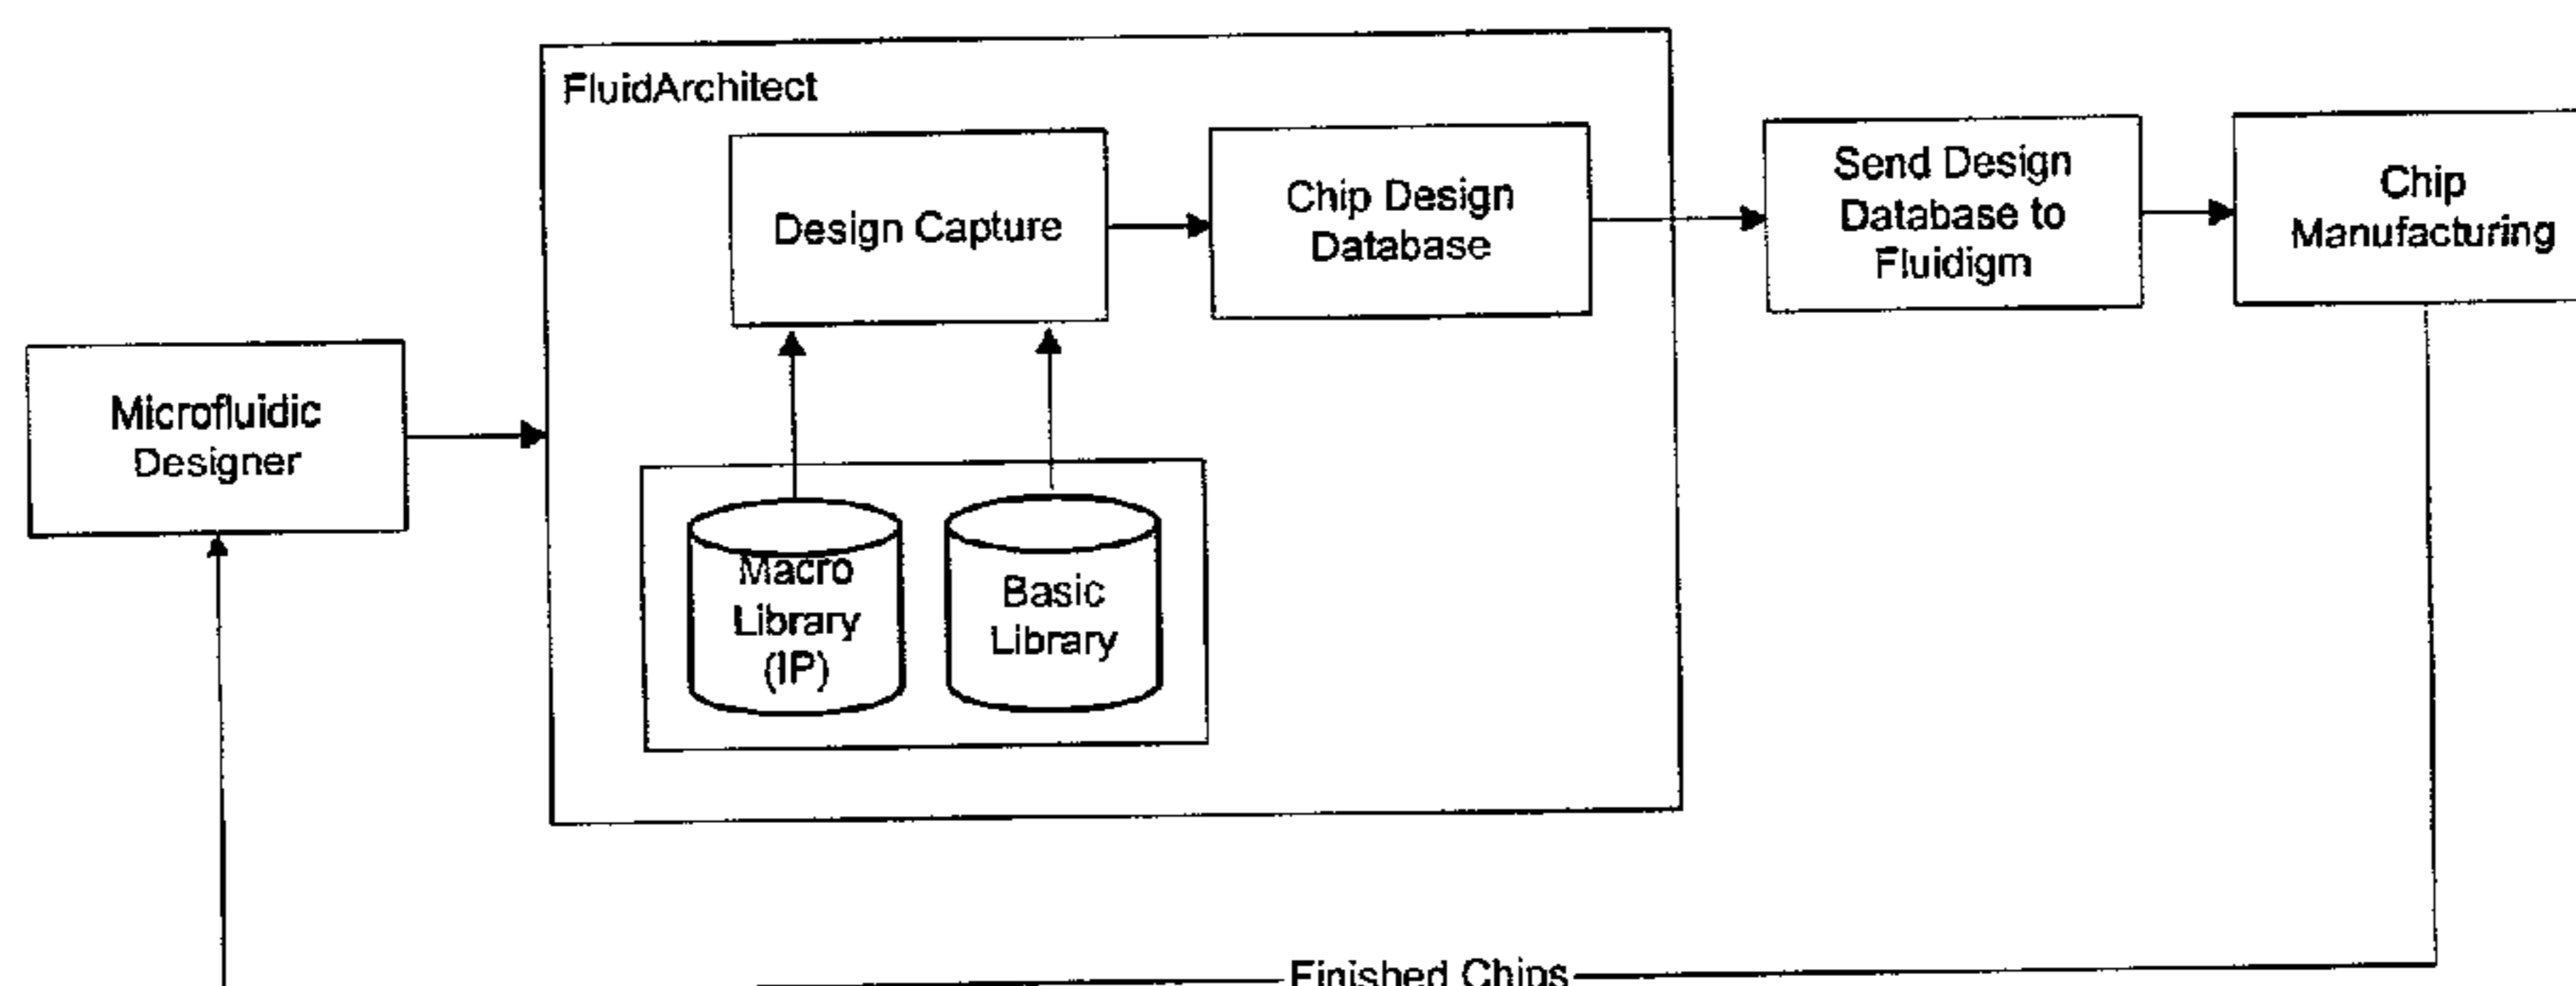 FluidArchitect
Design Capture
Chip Design
Database
Send Design
Database to
Fluidigm
Chip
Manufacturing
Microfluidic
Designer
Macro
Library
(IP)
Basic
Library
Finished Chips